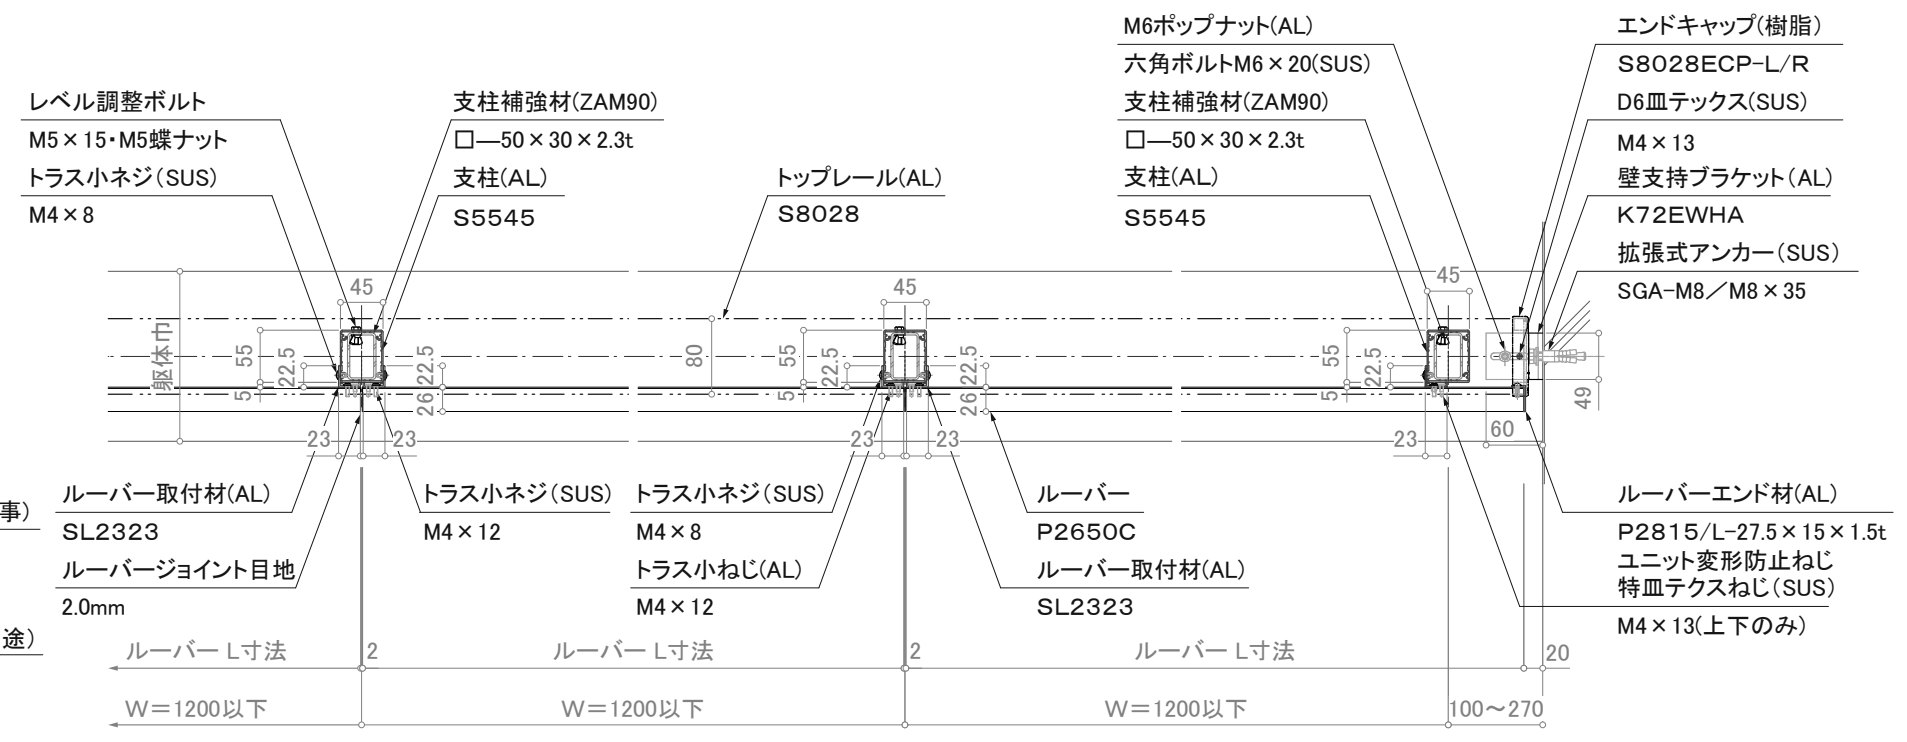 レベル調整ボルト
M5×15・M5蝶ナット
トラス小ネジ(SUS)
M4×8
支柱補強材(ZAM90)
□―50×30×2.3t
支柱(AL)
S5545
トップレール(AL)
S8028
M6ポップナット(AL)
六角ボルトM6×20(SUS)
支柱補強材(ZAM90)
□―50×30×2.3t
支柱(AL)
S5545
エンドキャップ(樹脂)
S8028ECP-L/R
D6皿テックス(SUS)
M4×13
壁支持ブラケット(AL)
K72EWHA
拡張式アンカー(SUS)
SGA-M8/M8×35
躯体巾
45
55
22.5
5
22.5
26
23
23
80
45
55
22.5
5
22.5
26
23
23
45
55
22.5
5
23
60
49
事)
途)
ルーバー取付材(AL)
SL2323
ルーバージョイント目地
2.0mm
トラス小ネジ(SUS)
M4×12
トラス小ネジ(SUS)
M4×8
トラス小ねじ(AL)
M4×12
ルーバー
P2650C
ルーバー取付材(AL)
SL2323
ルーバーエンド材(AL)
P2815/L-27.5×15×1.5t
ユニット変形防止ねじ
特皿テクスねじ(SUS)
M4×13(上下のみ)
ルーバー L寸法
2
ルーバー L寸法
2
ルーバー L寸法
20
W=1200以下
W=1200以下
W=1200以下
100~270